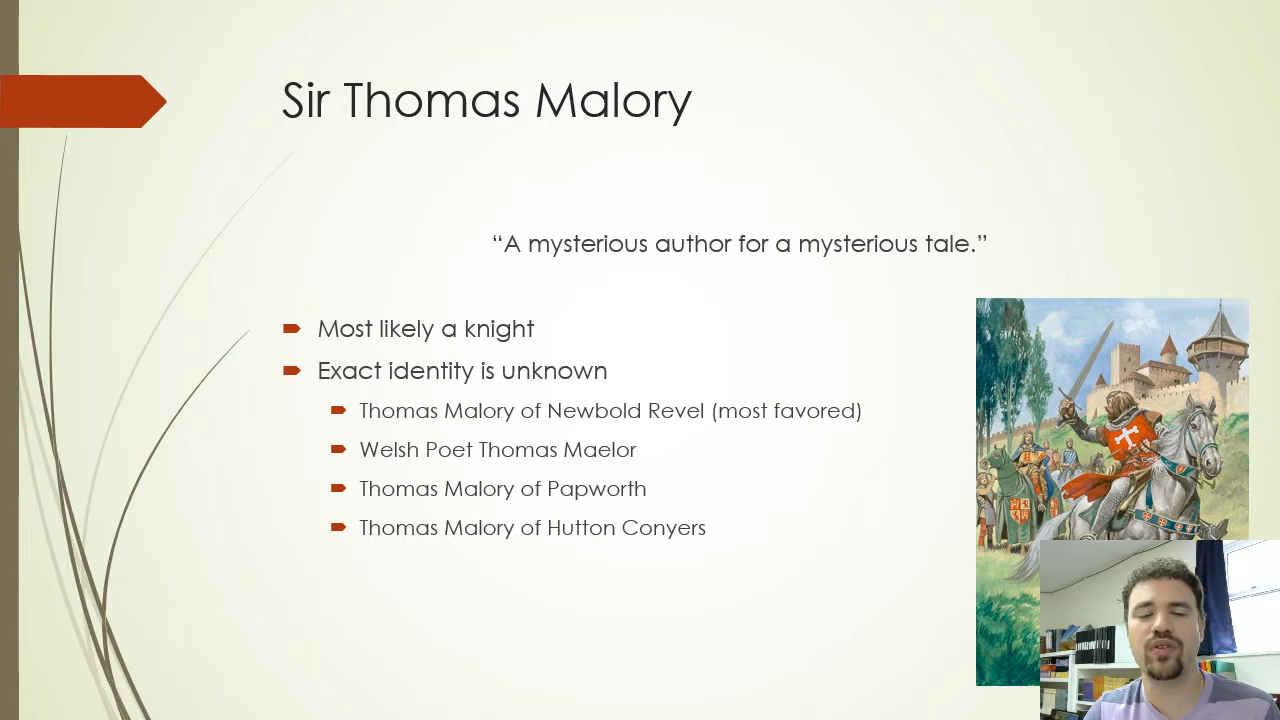 Sir Thomas Malory
“A mysterious author for a mysterious tale.”
Most likely a knight
Exact identity is unknown
Thomas Malory of Newbold Revel (most favored)
Welsh Poet Thomas Maelor
Thomas Malory of Papworth
Thomas Malory of Hutton Conyers